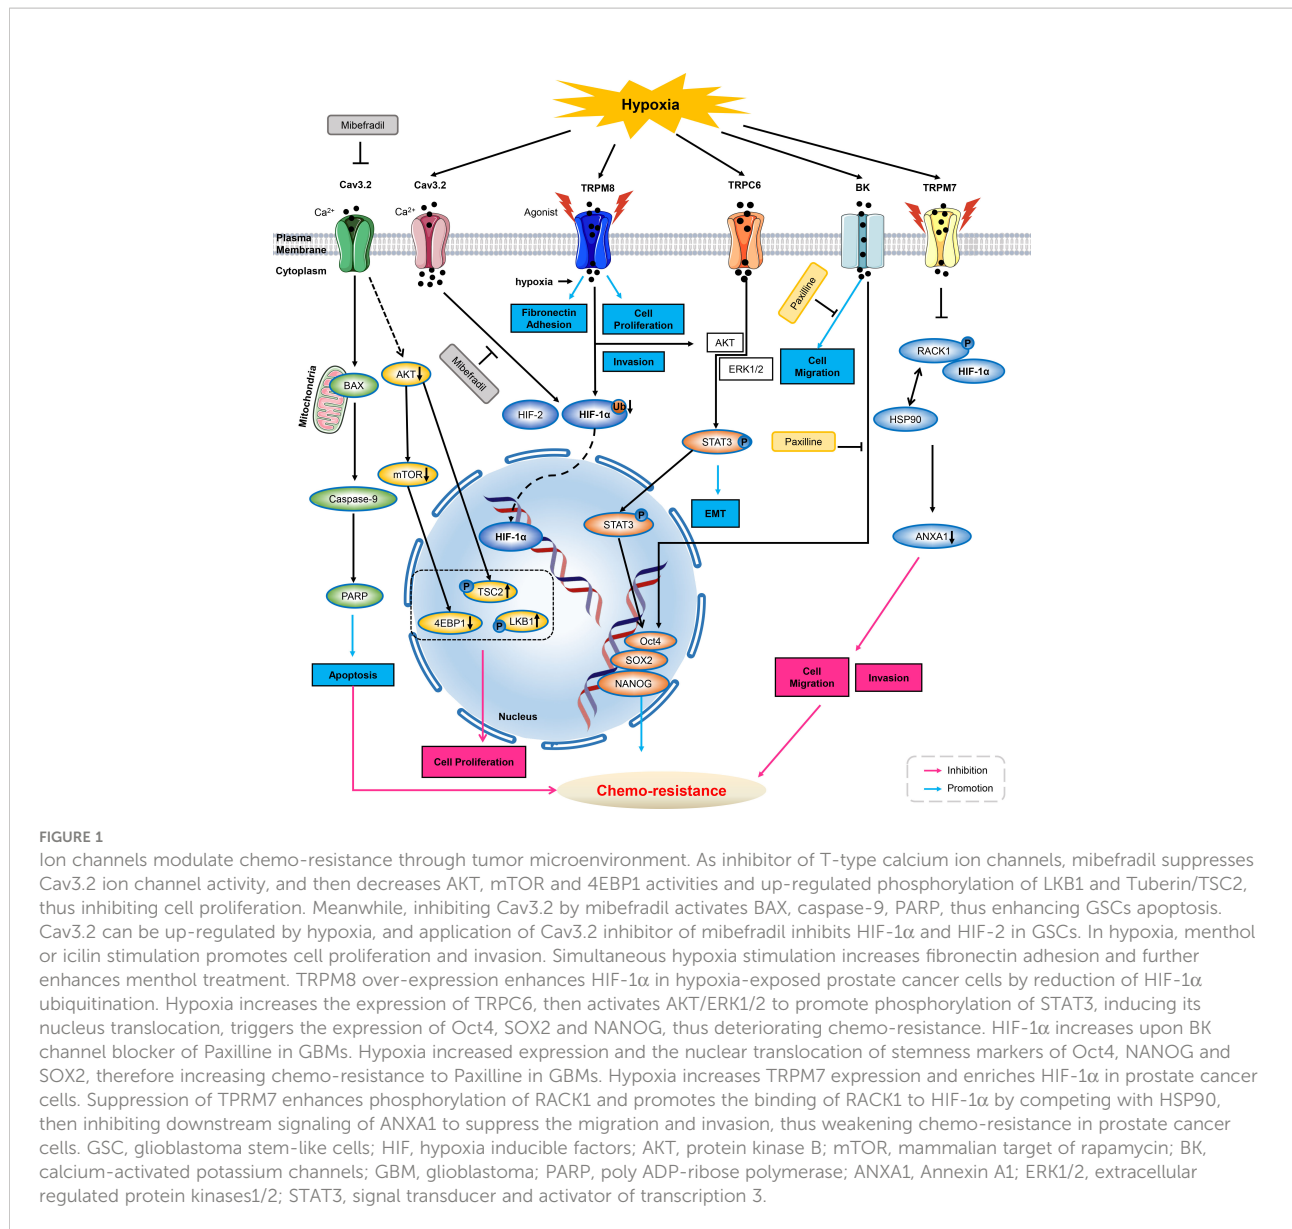 Hypoxia
Mibefradil
Cav3.2
Cav3.2
TRPM8
TRPC6
BK
TRPM7
Ca2+
Ca2+
Agonist
Plasma
Membrane
Cytoplasm
hypoxia
Fibronectin
Adhesion
Cell
Proliferation
Paxilline
AKT
Invasion
ERK1/2
Cell
Migration
RACK1
P
HIF-1α
Mibefradil
Mitochondria
BAX
AKT
HIF-2
HIF-1α
Ub
HSP90
STAT3
P
Paxilline
mTOR
Caspase-9
EMT
STAT3
P
HIF-1α
ANXA1
PARP
P
TSC2
4EBP1
P
LKB1
Oct4
SOX2
NANOG
Apoptosis
Cell
Migration
Invasion
Nucleus
Cell Proliferation
Chemo-resistance
Inhibition
Promotion
FIGURE 1
Ion channels modulate chemo-resistance through tumor microenvironment. As inhibitor of T-type calcium ion channels, mibefradil suppresses
Cav3.2 ion channel activity, and then decreases AKT, mTOR and 4EBP1 activities and up-regulated phosphorylation of LKB1 and Tuberin/TSC2,
thus inhibiting cell proliferation. Meanwhile, inhibiting Cav3.2 by mibefradil activates BAX, caspase-9, PARP, thus enhancing GSCs apoptosis.
Cav3.2 can be up-regulated by hypoxia, and application of Cav3.2 inhibitor of mibefradil inhibits HIF-1α and HIF-2 in GSCs. In hypoxia, menthol
or icilin stimulation promotes cell proliferation and invasion. Simultaneous hypoxia stimulation increases fibronectin adhesion and further
enhances menthol treatment. TRPM8 over-expression enhances HIF-1α in hypoxia-exposed prostate cancer cells by reduction of HIF-1α
ubiquitination. Hypoxia increases the expression of TRPC6, then activates AKT/ERK1/2 to promote phosphorylation of STAT3, inducing its
nucleus translocation, triggers the expression of Oct4, SOX2 and NANOG, thus deteriorating chemo-resistance. HIF-1α increases upon BK
channel blocker of Paxilline in GBMs. Hypoxia increased expression and the nuclear translocation of stemness markers of Oct4, NANOG and
SOX2, therefore increasing chemo-resistance to Paxilline in GBMs. Hypoxia increases TRPM7 expression and enriches HIF-1α in prostate cancer
cells. Suppression of TPRM7 enhances phosphorylation of RACK1 and promotes the binding of RACK1 to HIF-1α by competing with HSP90,
then inhibiting downstream signaling of ANXA1 to suppress the migration and invasion, thus weakening chemo-resistance in prostate cancer
cells. GSC, glioblastoma stem-like cells; HIF, hypoxia inducible factors; AKT, protein kinase B; mTOR, mammalian target of rapamycin; BK,
calcium-activated potassium channels; GBM, glioblastoma; PARP, poly ADP-ribose polymerase; ANXA1, Annexin A1; ERK1/2, extracellular
regulated protein kinases1/2; STAT3, signal transducer and activator of transcription 3.